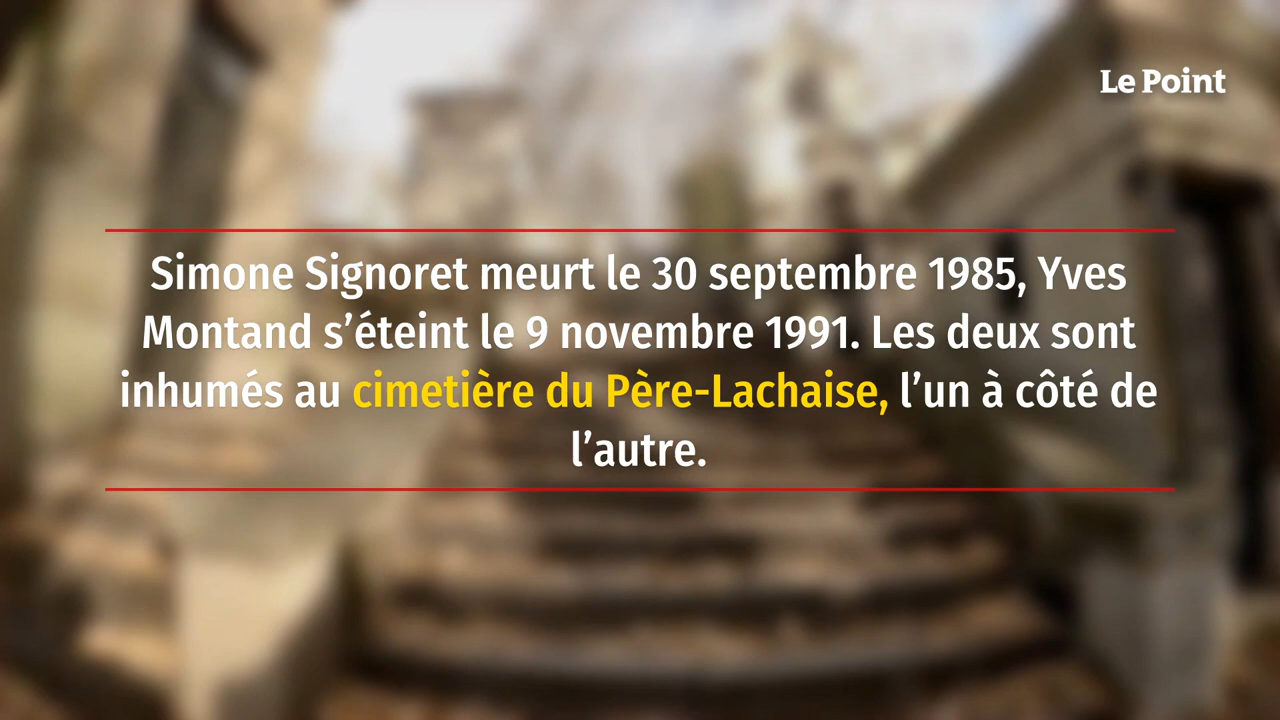 Le Point
Simone Signoret meurt le 30 septembre 1985, Yves
Montand s’éteint le 9 novembre 1991. Les deux sont
inhumés au cimetière du Père-Lachaise, l’un à côté de
l’autre.